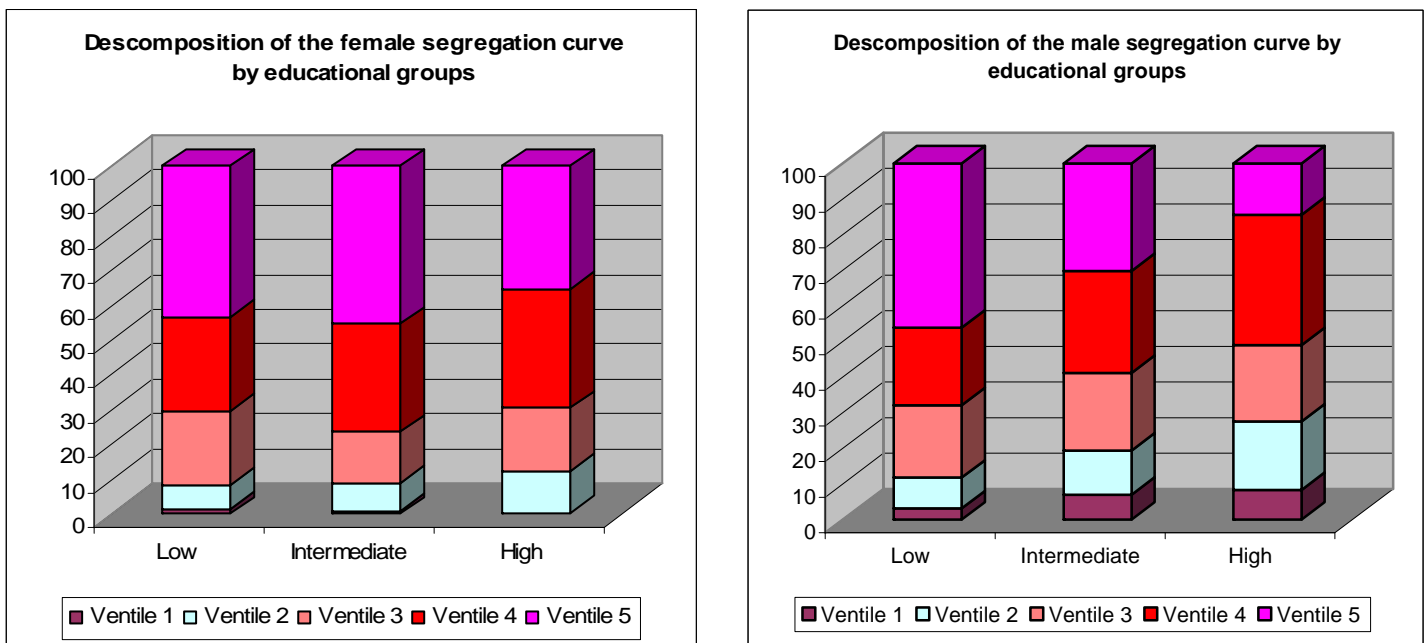 Descomposition of the female segregation curve
by educational groups
100
90
80
70
60
50
40
30
20
10
0
Low Intermediate High
Ventile 1 Ventile 2 Ventile 3 Ventile 4 Ventile 5
Descomposition of the male segregation curve by
educational groups
100
90
80
70
60
50
40
30
20
10
0
Low Intermediate High
Ventile 1 Ventile 2 Ventile 3 Ventile 4 Ventile 5